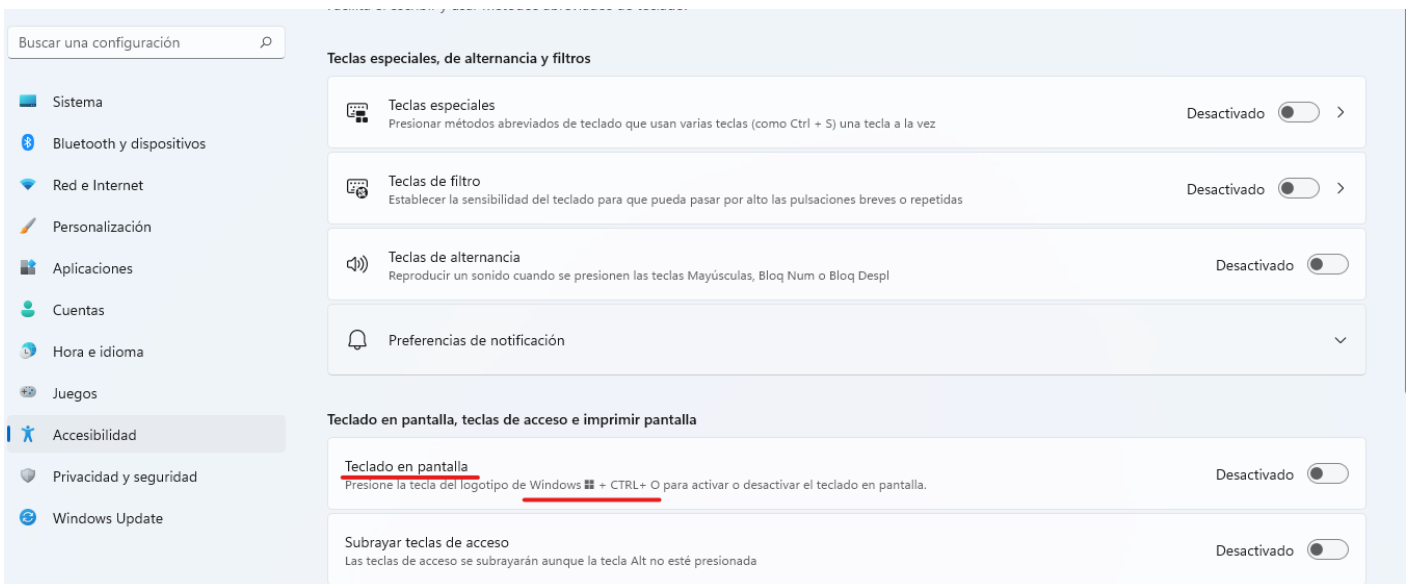 Buscar una configuración
Sistema
Bluetooth y dispositivos
Red e Internet
Personalización
Aplicaciones
Cuentas
Hora e idioma
Juegos
Accesibilidad
Privacidad y seguridad
Windows Update
Teclas especiales, de alternancia y filtros
Teclas especiales
Presionar métodos abreviados de teclado que usan varias teclas (como Ctrl + S) una tecla a la vez
Desactivado
Teclas de filtro
Establecer la sensibilidad del teclado para que pueda pasar por alto las pulsaciones breves o repetidas
Desactivado
Teclas de alternancia
Reproducir un sonido cuando se presionen las teclas Mayúsculas, Bloq Num o Bloq Despl
Desactivado
Preferencias de notificación
Teclado en pantalla, teclas de acceso e imprimir pantalla
Teclado en pantalla
Presione la tecla del logotipo de Windows + CTRL+ O para activar o desactivar el teclado en pantalla.
Desactivado
Subrayar teclas de acceso
Las teclas de acceso se subrayarán aunque la tecla Alt no esté presionada
Desactivado